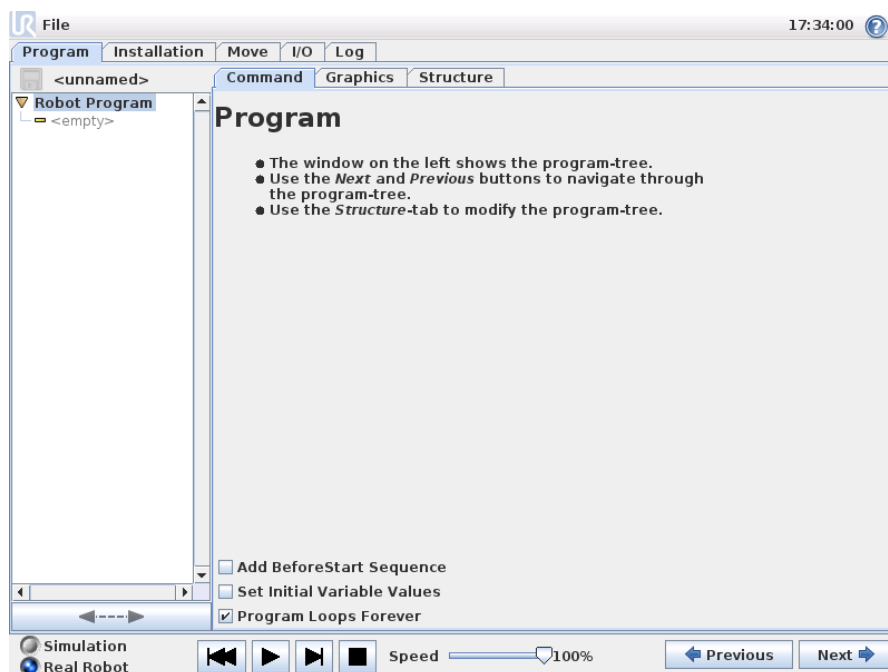 UR File 17:34:00 ?
Program Installation Move I/O Log
<unnamed> Command Graphics Structure
Robot Program
<empty>
Program
The window on the left shows the program-tree.
Use the Next and Previous buttons to navigate through
the program-tree.
Use the Structure-tab to modify the program-tree.
Add BeforeStart Sequence
Set Initial Variable Values
Program Loops Forever
Simulation
Real Robot
Speed 100% Previous Next